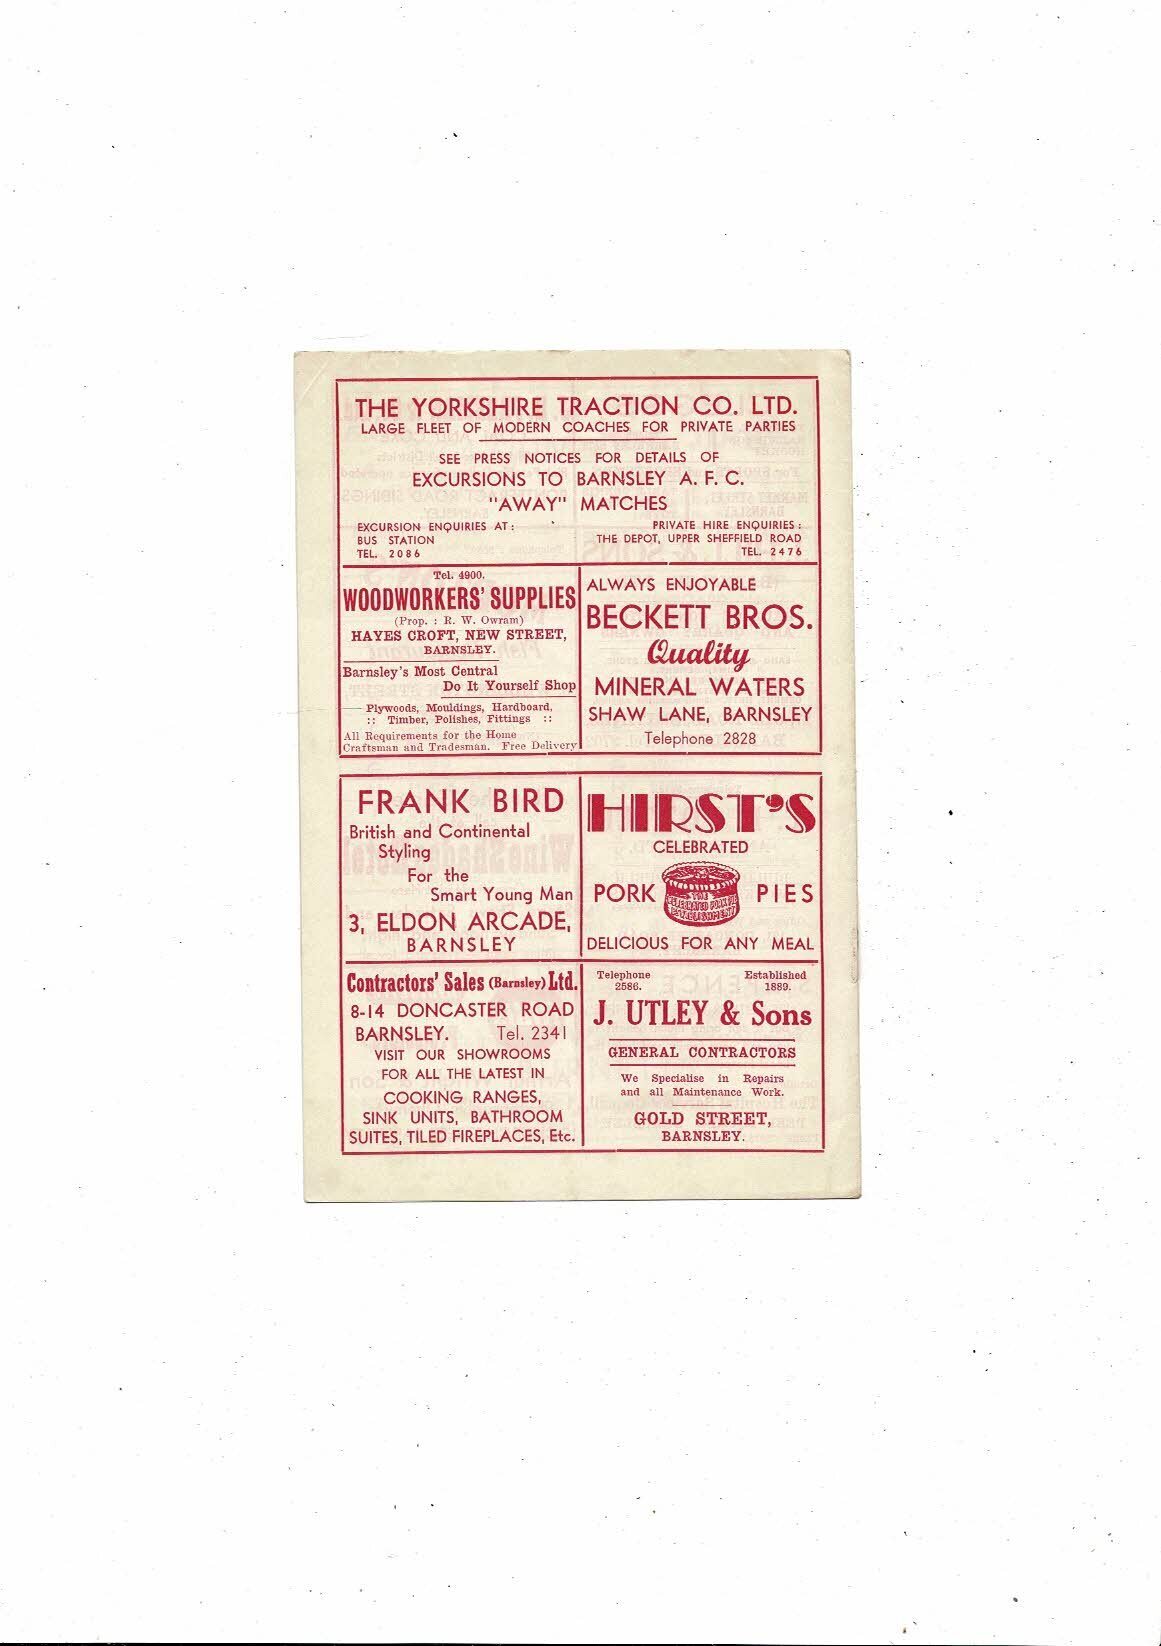 THE YORKSHIRE TRACTION CO. LTD.
LARGE FLEET OF MODERN COACHES FOR PRIVATE PARTIES
SEE PRESS NOTICES FOR DETAILS OF
EXCURSIONS TO BARNSLEY A. F. C.
"AWAY" MATCHES
EXCURSION ENQUIRIES AT :
BUS STATION
TEL. 2086
PRIVATE HIRE ENQUIRIES :
THE DEPOT, UPPER SHEFFIELD ROAD
TEL. 2476
Tel. 4900.
WOODWORKERS' SUPPLIES
(Prop. : R. W. Owram)
HAYES CROFT, NEW STREET,
BARNSLEY.
Barnsley's Most Central
Do It Yourself Shop
Plywoods, Mouldings, Hardboard,
:: Timber, Polishes, Fittings ::
All Requirements for the Home
Craftsman and Tradesman. Free Delivery
ALWAYS ENJOYABLE
BECKETT BROS.
Quality
MINERAL WATERS
SHAW LANE, BARNSLEY
Telephone 2828
FRANK BIRD
British and Continental
Styling
For the
Smart Young Man
3, ELDON ARCADE,
BARNSLEY
HIRST'S
CELEBRATED
PORK PIES
THE
CELEBRATED PORK PIE
ESTABLISHMENT
DELICIOUS FOR ANY MEAL
Contractors' Sales (Barnsley) Ltd.
8-14 DONCASTER ROAD
BARNSLEY. Tel. 2341
VISIT OUR SHOWROOMS
FOR ALL THE LATEST IN
COOKING RANGES,
SINK UNITS, BATHROOM
SUITES, TILED FIREPLACES, Etc.
Telephone
2586.
Established
1889.
J. UTLEY & Sons
GENERAL CONTRACTORS
We Specialise in Repairs
and all Maintenance Work.
GOLD STREET,
BARNSLEY.